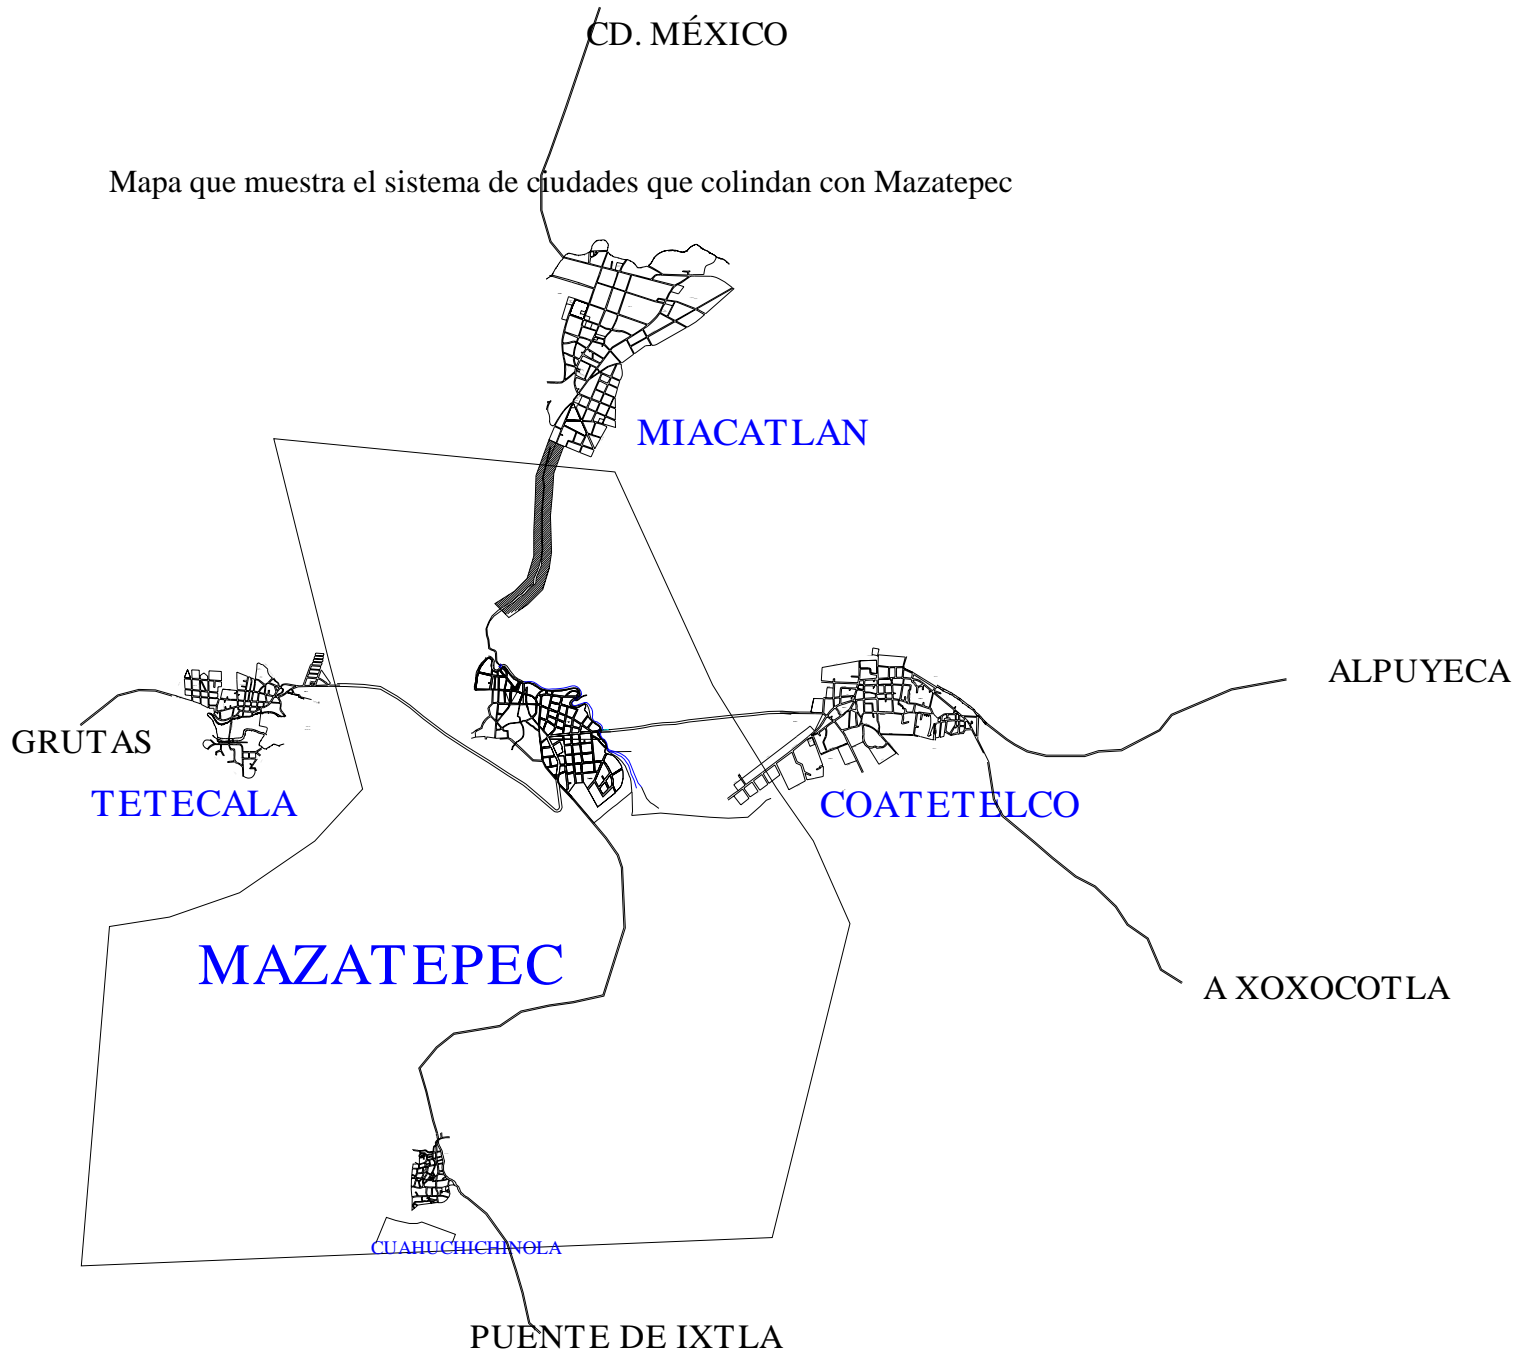 CD. MÉXICO
Mapa que muestra el sistema de ciudades que colindan con Mazatepec
MIACATLAN
ALPUYECA
GRUTAS
TETECALA
COATETELCO
MAZATEPEC
A XOXOCOTLA
CUAHUCHICHINOLA
PUENTE DE IXTLA